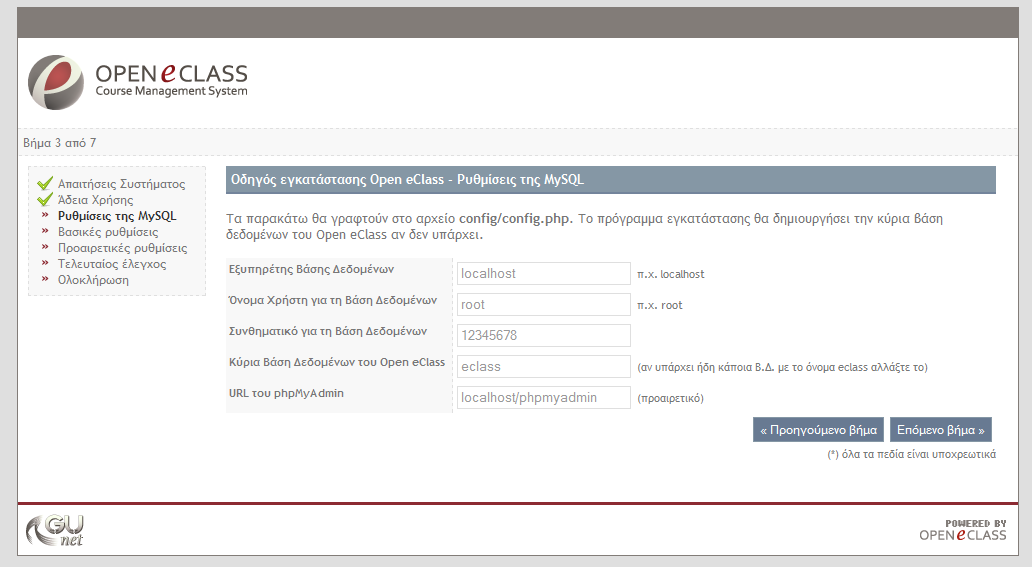 OPEN eCLASS
Course Management System
Βήμα 3 από 7
Απαιτήσεις Συστήματος
Άδεια Χρήσης
» Ρυθμίσεις της MySQL
» Βασικές ρυθμίσεις
» Προαιρετικές ρυθμίσεις
» Τελευταίος έλεγχος
» Ολοκλήρωση
Οδηγός εγκατάστασης Open eClass - Ρυθμίσεις της MySQL
Τα παρακάτω θα γραφτούν στο αρχείο config/config.php. Το πρόγραμμα εγκατάστασης θα δημιουργήσει την κύρια βάση
δεδομένων του Open eClass αν δεν υπάρχει.
Εξυπηρέτης Βάσης Δεδομένων localhost π.χ. localhost
Όνομα Χρήστη για τη Βάση Δεδομένων root π.χ. root
Συνθηματικό για τη Βάση Δεδομένων 12345678
Κύρια Βάση Δεδομένων του Open eClass eclass (αν υπάρχει ήδη κάποια Β.Δ. με το όνομα eclass αλλάξτε το)
URL του phpMyAdmin localhost/phpmyadmin (προαιρετικό)
« Προηγούμενο βήμα Επόμενο βήμα »
(*) όλα τα πεδία είναι υποχρεωτικά
GU
net
POWERED BY
OPEN eCLASS